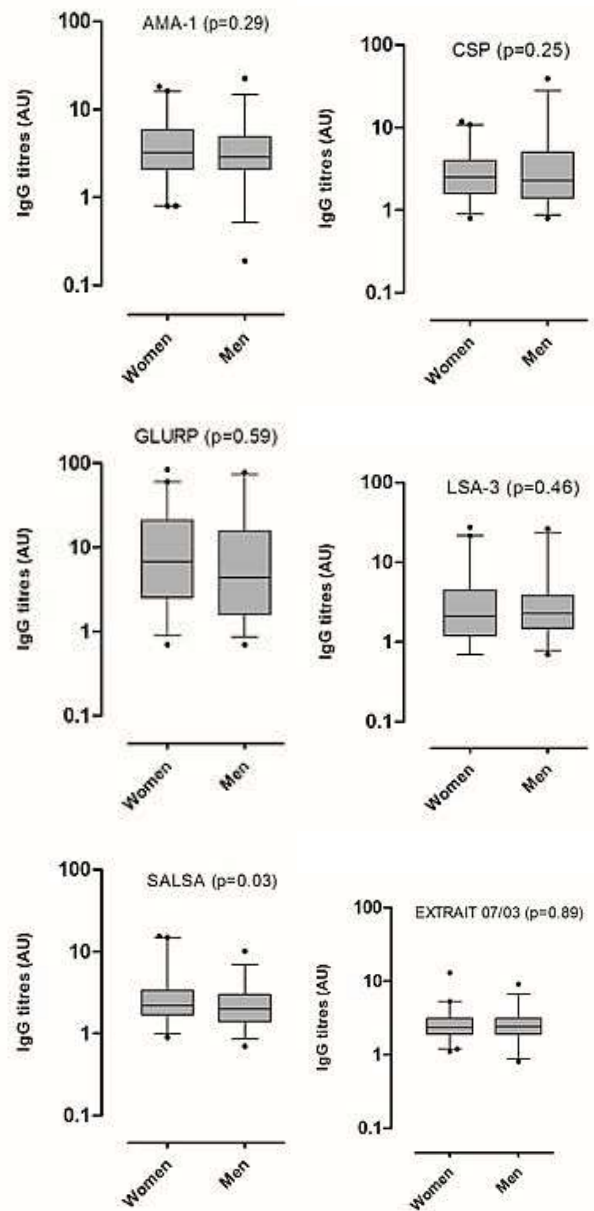 AMA-1 (p=0.29)
IgG titres (AU)
100
10
1
0.1
Women
Men
CSP (p=0.25)
IgG titres (AU)
100
10
1
0.1
Women
Men
GLURP (p=0.59)
IgG titres (AU)
100
10
1
0.1
Women
Men
LSA-3 (p=0.46)
IgG titres (AU)
100
10
1
0.1
Women
Men
SALSA (p=0.03)
IgG titres (AU)
100
10
1
0.1
Women
Men
EXTRAIT 07/03 (p=0.89)
IgG titres (AU)
100
10
1
0.1
Women
Men